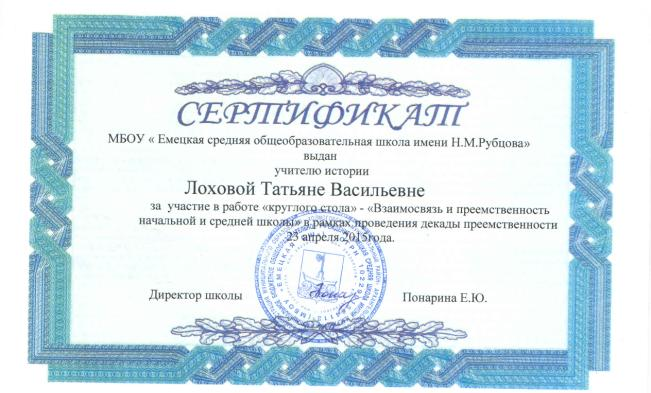 СЕРТИФИКАТ
МБОУ « Емецкая средняя общеобразовательная школа имени Н.М.Рубцова»
выдан
учителю истории
Лоховой Татьяне Васильевне
за участие в работе «круглого стола» - «Взаимосвязь и преемственность
начальной и средней школы» в рамках проведения декады преемственности
23 апреля 2015года.
Директор школы Понарина Е.Ю.